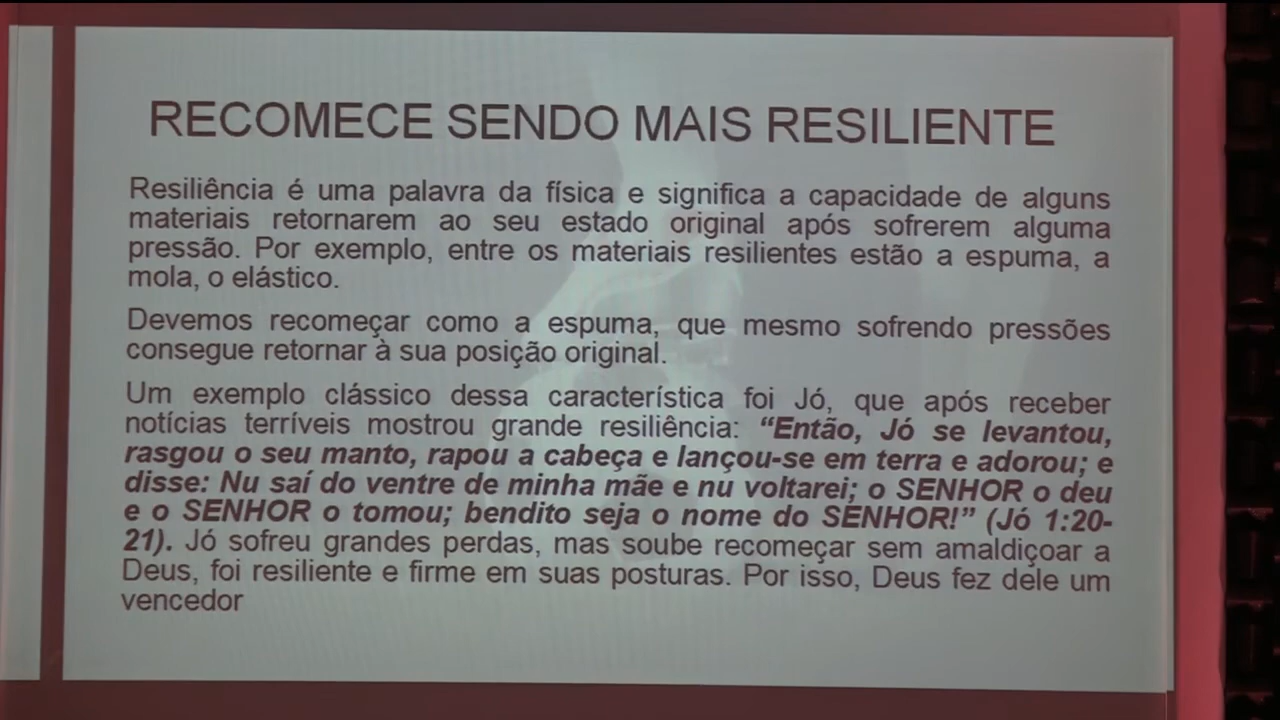 RECOMECE SENDO MAIS RESILIENTE
Resiliência é uma palavra da física e significa a capacidade de alguns
materiais retornarem ao seu estado original após sofrerem alguma
pressão. Por exemplo, entre os materiais resilientes estão a espuma, a
mola, o elástico.
Devemos recomeçar como a espuma, que mesmo sofrendo pressões
consegue retornar à sua posição original.
Um exemplo clássico dessa característica foi Jó, que após receber
notícias terríveis mostrou grande resiliência: “Então, Jó se levantou,
rasgou o seu manto, rapou a cabeça e lançou-se em terra e adorou; e
disse: Nu saí do ventre de minha mãe e nu voltarei; o SENHOR o deu
e o SENHOR o tomou; bendito seja o nome do SENHOR!” (Jó 1:20-
21). Jó sofreu grandes perdas, mas soube recomeçar sem amaldiçoar a
Deus, foi resiliente e firme em suas posturas. Por isso, Deus fez dele um
vencedor